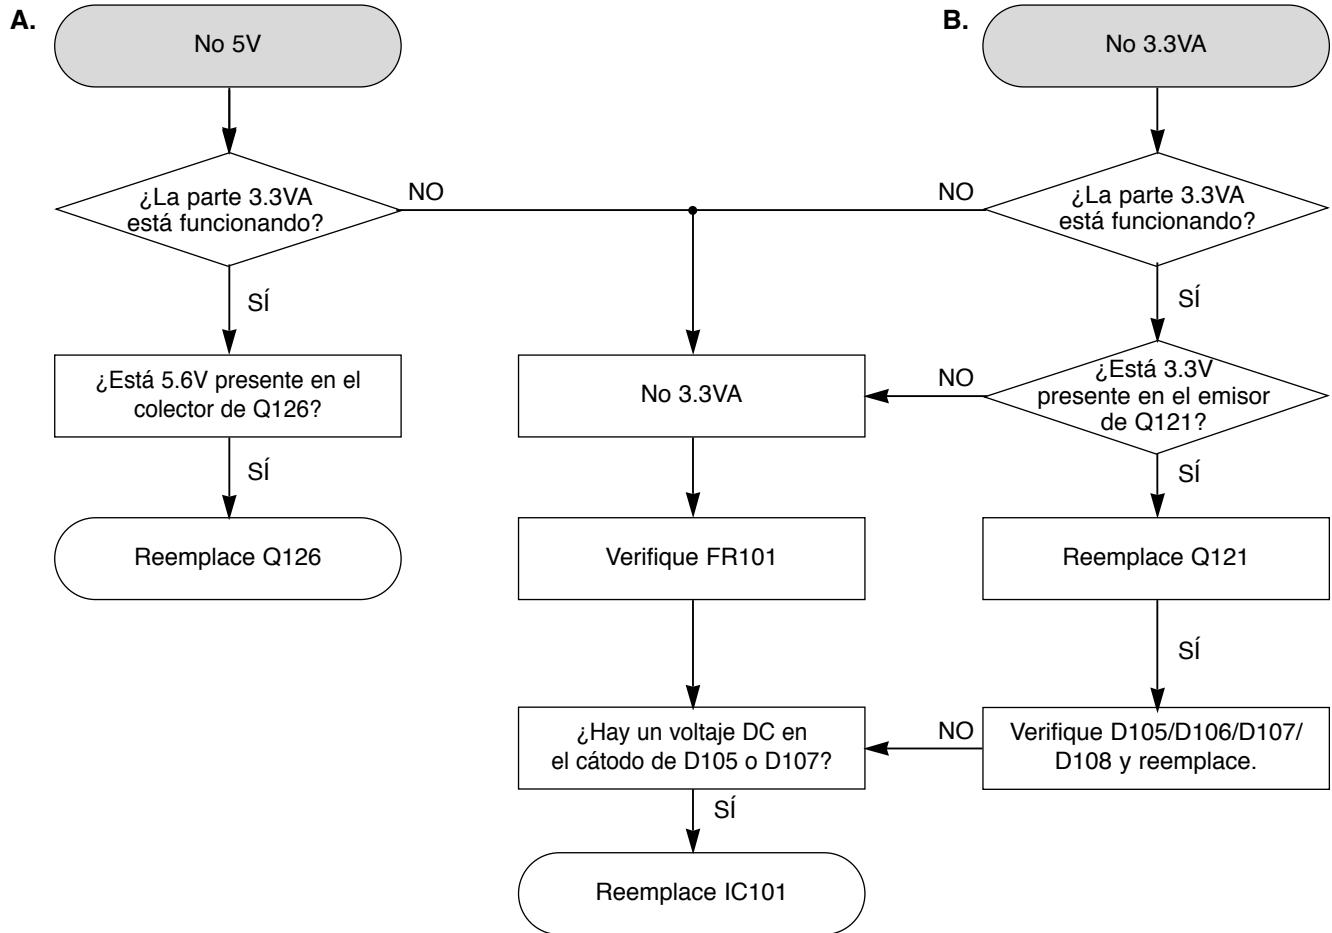 A.
No 5V
¿La parte 3.3VA
está funcionando?
NO
SÍ
¿Está 5.6V presente en el
colector de Q126?
SÍ
Reemplace Q126
B.
No 3.3VA
¿La parte 3.3VA
está funcionando?
NO
SÍ
¿Está 3.3V
presente en el emisor
de Q121?
NO
SÍ
Reemplace Q121
SÍ
Verifique D105/D106/D107/
D108 y reemplace.
NO
No 3.3VA
Verifique FR101
¿Hay un voltaje DC en
el cátodo de D105 o D107?
SÍ
Reemplace IC101